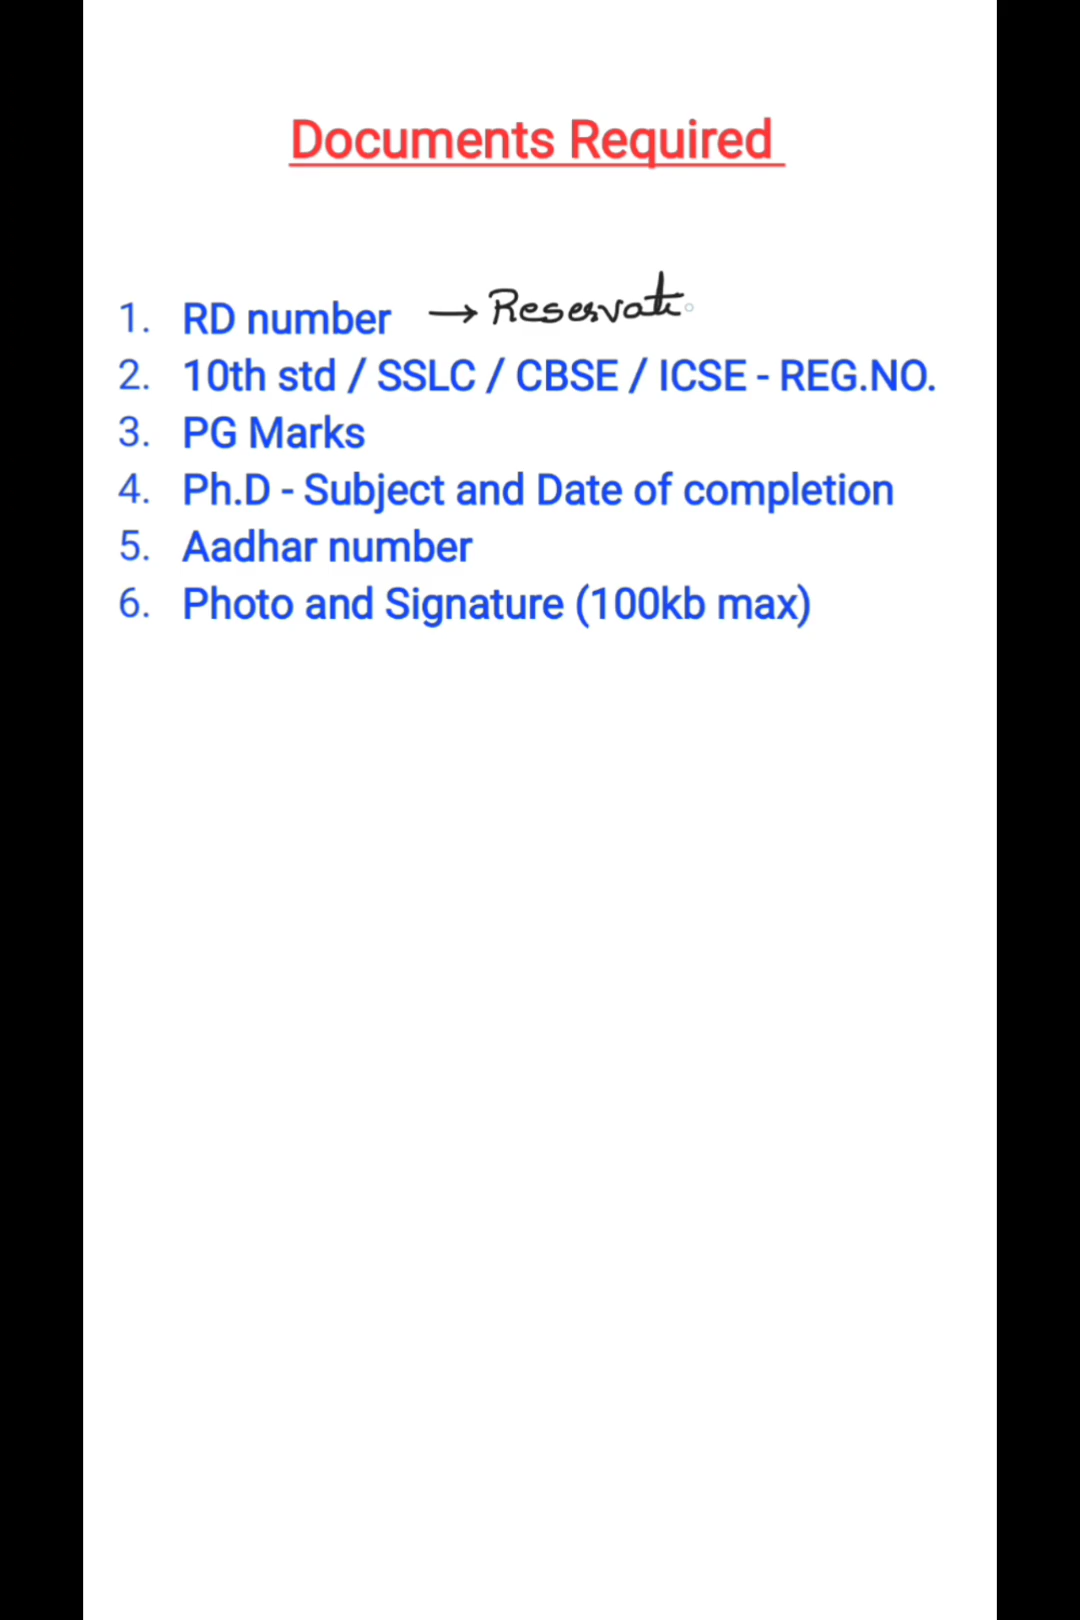 Documents Required
1. RD number → Reservati
2. 10th std / SSLC / CBSE / ICSE - REG.NO.
3. PG Marks
4. Ph.D - Subject and Date of completion
5. Aadhar number
6. Photo and Signature (100kb max)